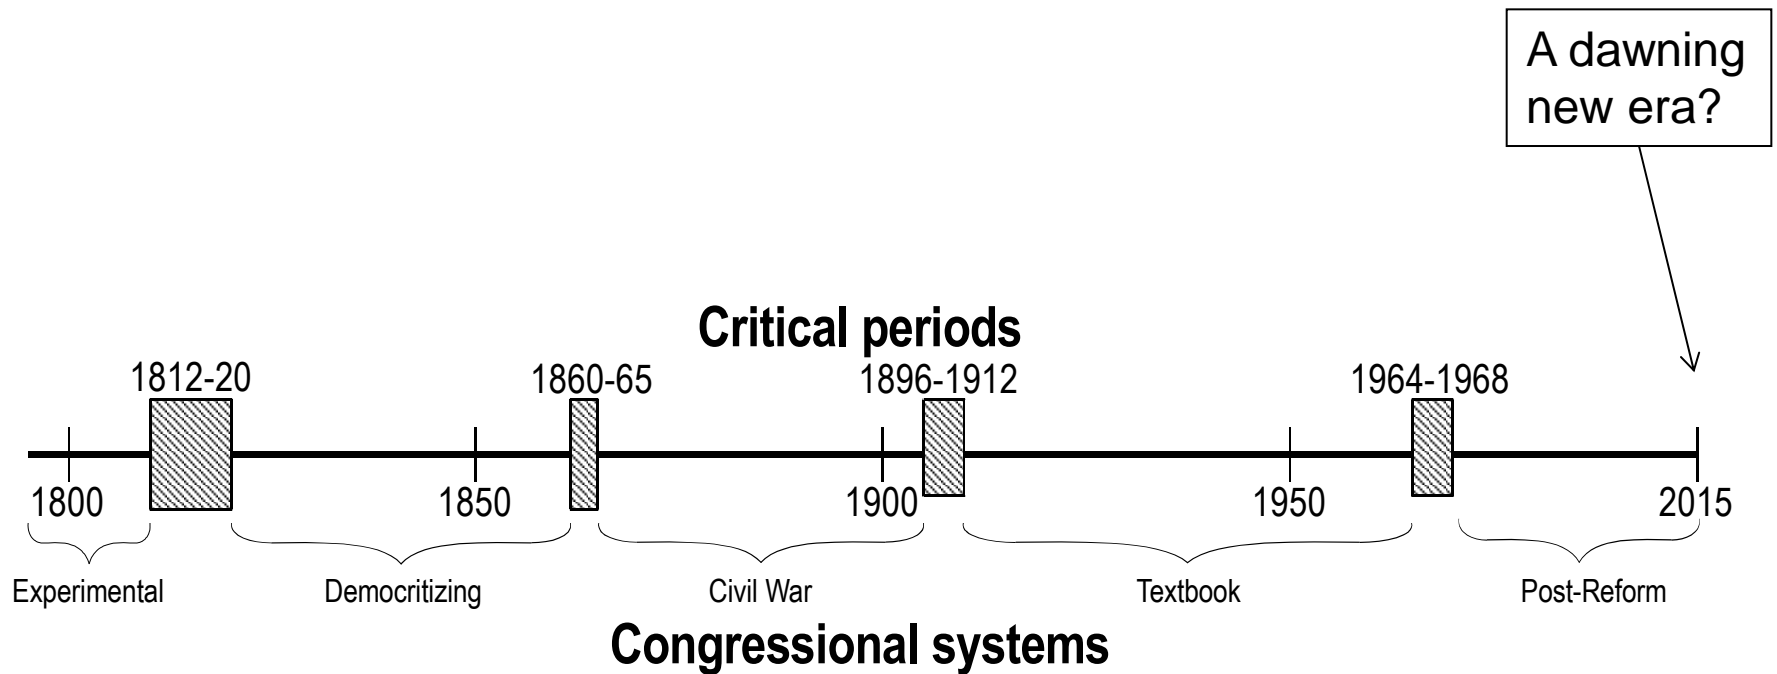 A dawning
new era?
Critical periods
1812-20 1860-65 1896-1912 1964-1968
1800 1850 1900 1950 2015
Experimental Democritizing Civil War Textbook Post-Reform
Congressional systems